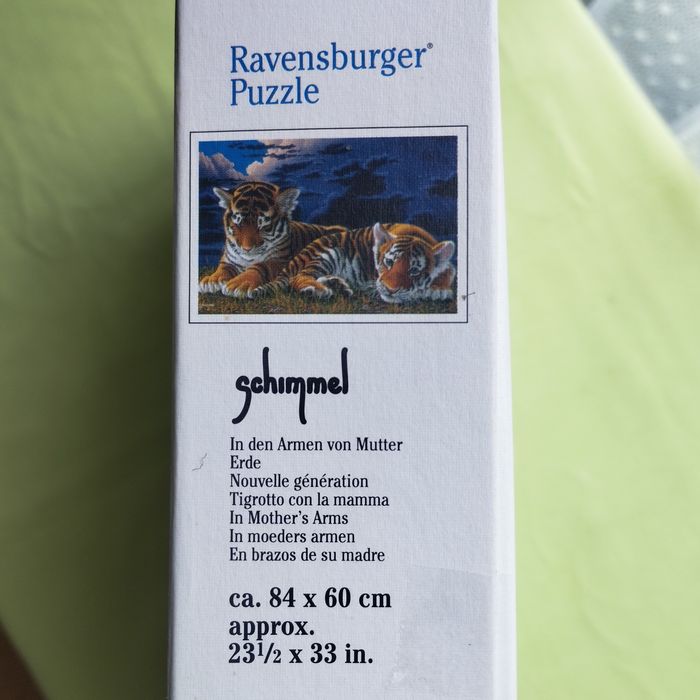 Ravensburger®
Puzzle
schimmel
In den Armen von Mutter
Erde
Nouvelle génération
Tigrotto con la mamma
In Mother's Arms
In moeders armen
En brazos de su madre
ca. 84 x 60 cm
approx.
23½ x 33 in.